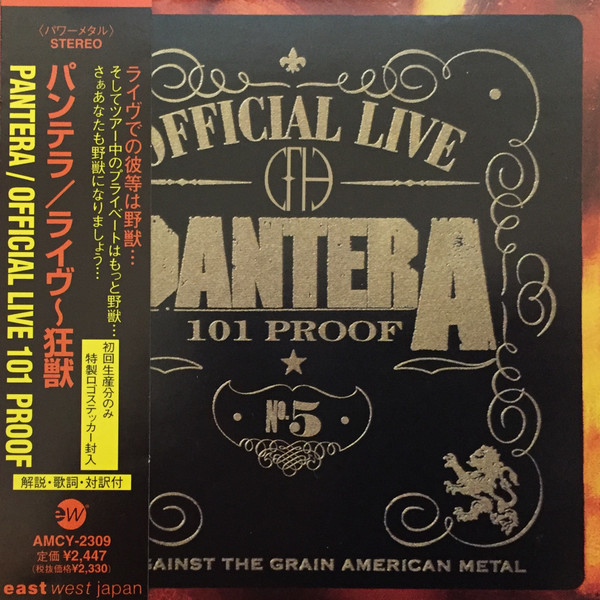 〈パワーメタル〉
STEREO
パンテラ／ライヴ〜狂獣
PANTERA / OFFICIAL LIVE 101 PROOF
ライヴでの彼等は野獣…
そしてツアー中のプライベートはもっと野獣…
さぁあなたも野獣になりましょう…
初回生産分のみ
特製ロゴステッカー封入
解説・歌詞・対訳付
ew
AMCY-2309
定価¥2,447
(税抜価格¥2,330)
east west japan
OFFICIAL LIVE
CFH
PANTERA
101 PROOF
Nº.5
GAINST THE GRAIN AMERICAN METAL